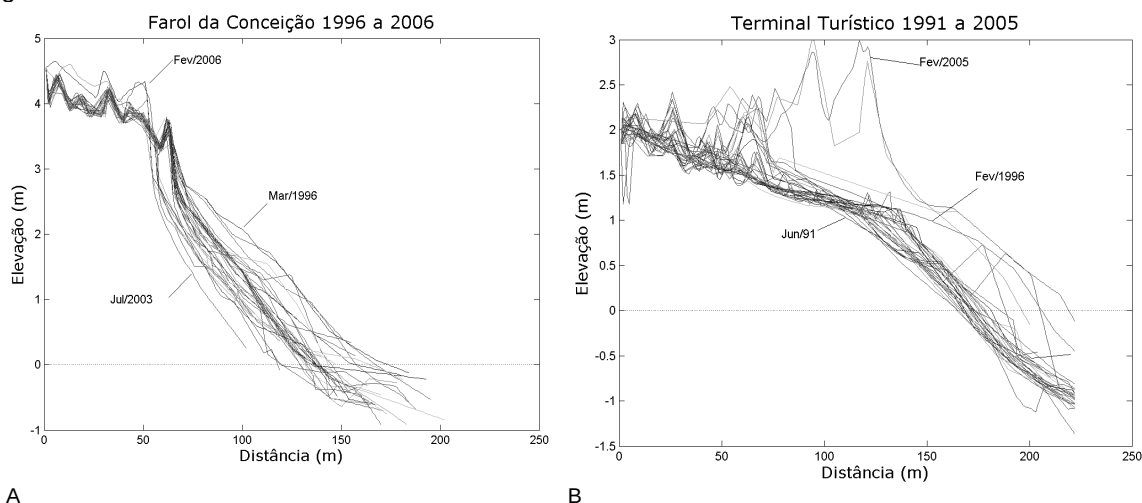 Farol da Conceição 1996 a 2006
5
4
3
2
1
0
-1
0
50
100
150
200
250
Elevação (m)
Distância (m)
Fev/2006
Mar/1996
Jul/2003
A
Terminal Turístico 1991 a 2005
3
2.5
2
1.5
1
0.5
0
-0.5
-1
-1.5
0
50
100
150
200
250
Elevação (m)
Distância (m)
Fev/2005
Fev/1996
Jun/91
B